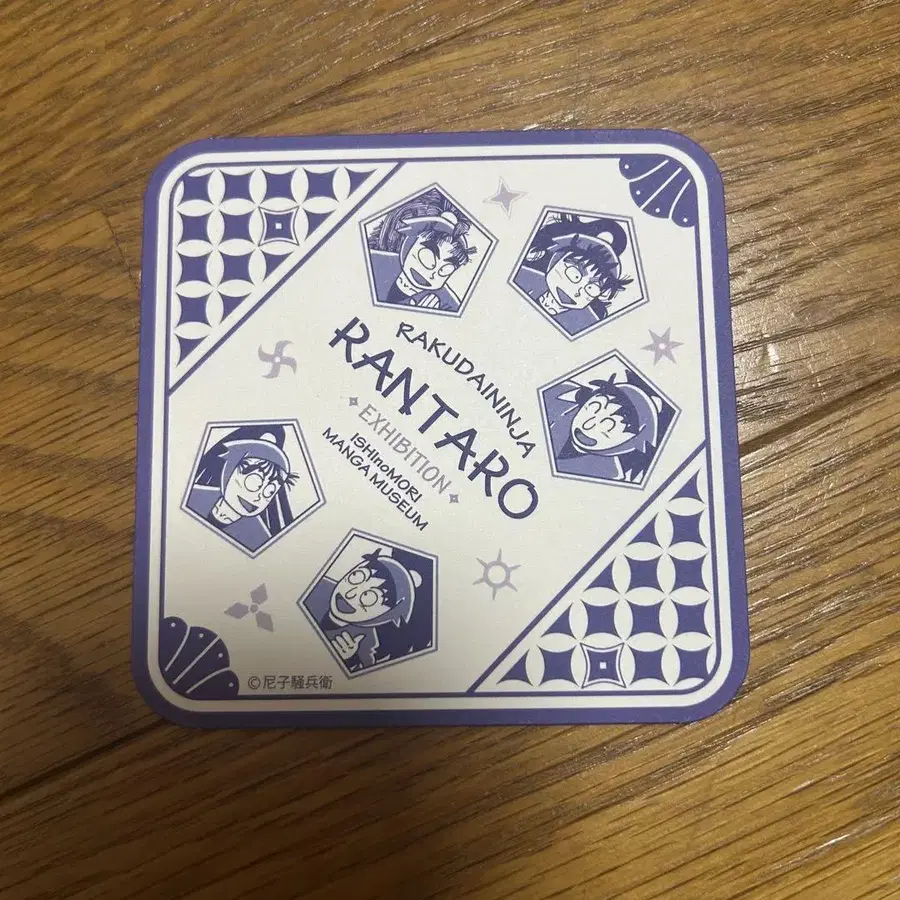 RAKUDAININJA
RANTARO
EXHIBITION
ISHInoMORI
MANGA MUSEUM
©尼子騒兵衛